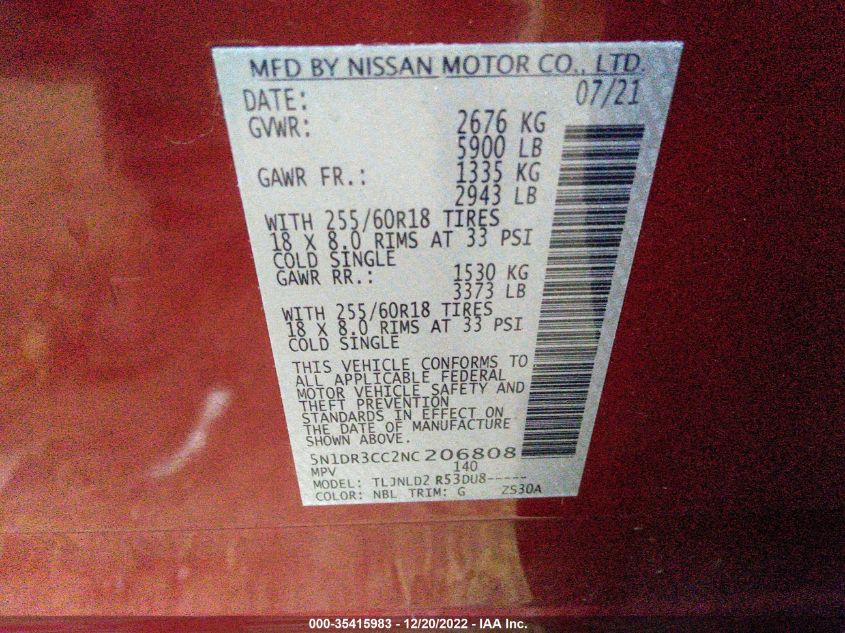 MFD BY NISSAN MOTOR CO., LTD.
DATE: 07/21
GVWR: 2676 KG
5900 LB
GAWR FR.: 1335 KG
2943 LB
WITH 255/60R18 TIRES
18 X 8.0 RIMS AT 33 PSI
COLD SINGLE
GAWR RR.: 1530 KG
3373 LB
WITH 255/60R18 TIRES
18 X 8.0 RIMS AT 33 PSI
COLD SINGLE
THIS VEHICLE CONFORMS TO
ALL APPLICABLE FEDERAL
MOTOR VEHICLE SAFETY AND
THEFT PREVENTION
STANDARDS IN EFFECT ON
THE DATE OF MANUFACTURE
SHOWN ABOVE.
5N1DR3CC2NC206808
MPV 140
MODEL: TLJNLD2 R53DU8-----
COLOR: NBL TRIM: G ZS30A
000-35415983 - 12/20/2022 - IAA Inc.